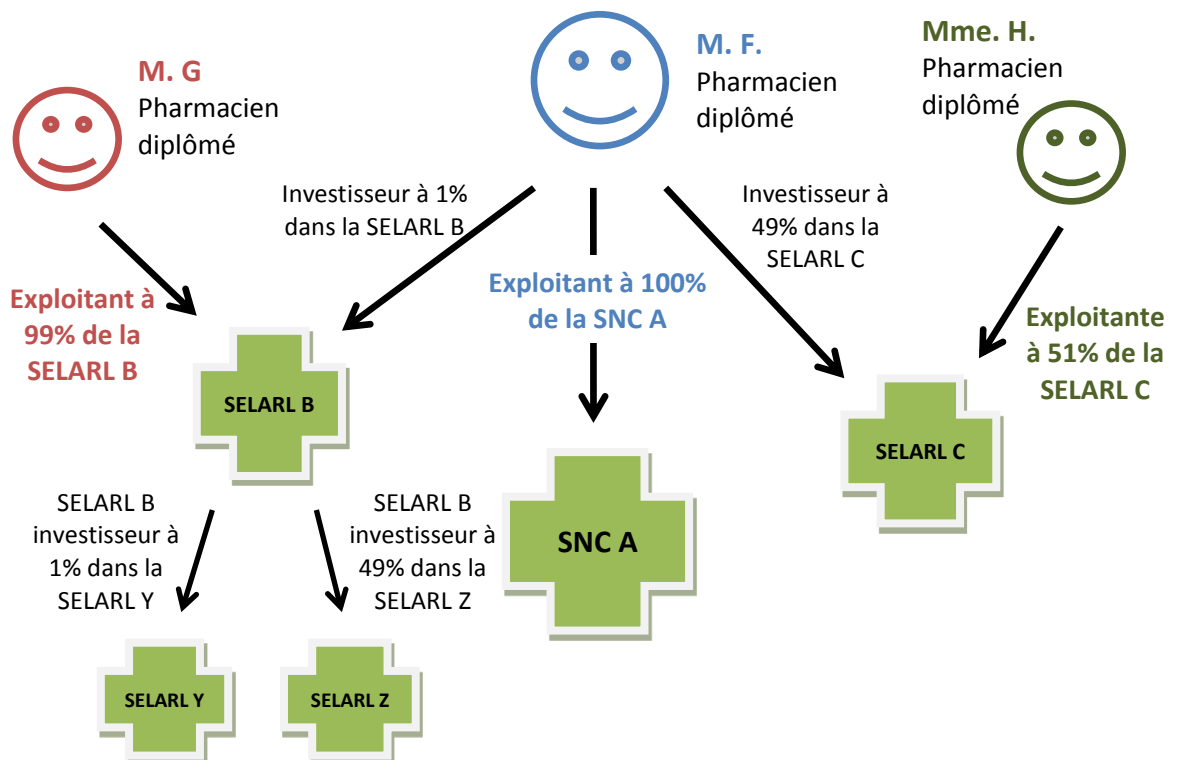 M. G
Pharmacien
diplômé
M. F.
Pharmacien
diplômé
Mme. H.
Pharmacien
diplômé
Investisseur à 1%
dans la SELARL B
Investisseur à
49% dans la
SELARL C
Exploitant à
99% de la
SELARL B
Exploitant à 100%
de la SNC A
Exploitante
à 51% de la
SELARL C
SELARL B
SELARL C
SELARL B
investisseur à
1% dans la
SELARL Y
SELARL B
investisseur à
49% dans la
SELARL Z
SNC A
SELARL Y
SELARL Z